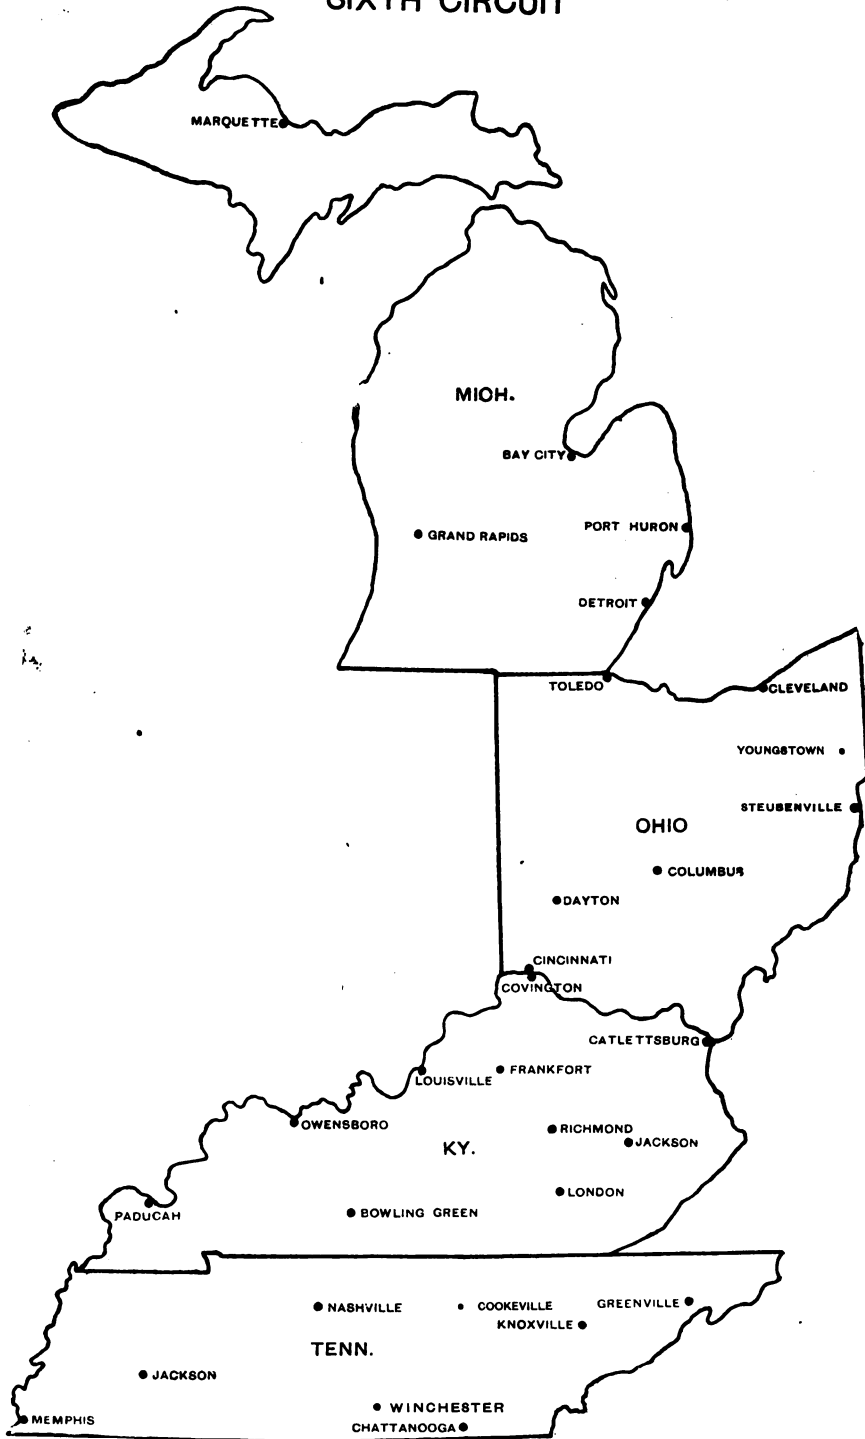 SIXTH CIRCUIT
MARQUETTE
MICH.
BAY CITY
GRAND RAPIDS
PORT HURON
DETROIT
TOLEDO
CLEVELAND
YOUNGSTOWN
STEUBENVILLE
OHIO
COLUMBUS
DAYTON
CINCINNATI
COVINGTON
CATLETTSBURG
LOUISVILLE
FRANKFORT
OWENSBORO
RICHMOND
KY.
JACKSON
LONDON
PADUCAH
BOWLING GREEN
NASHVILLE
COOKEVILLE
GREENVILLE
KNOXVILLE
TENN.
JACKSON
WINCHESTER
MEMPHIS
CHATTANOOGA